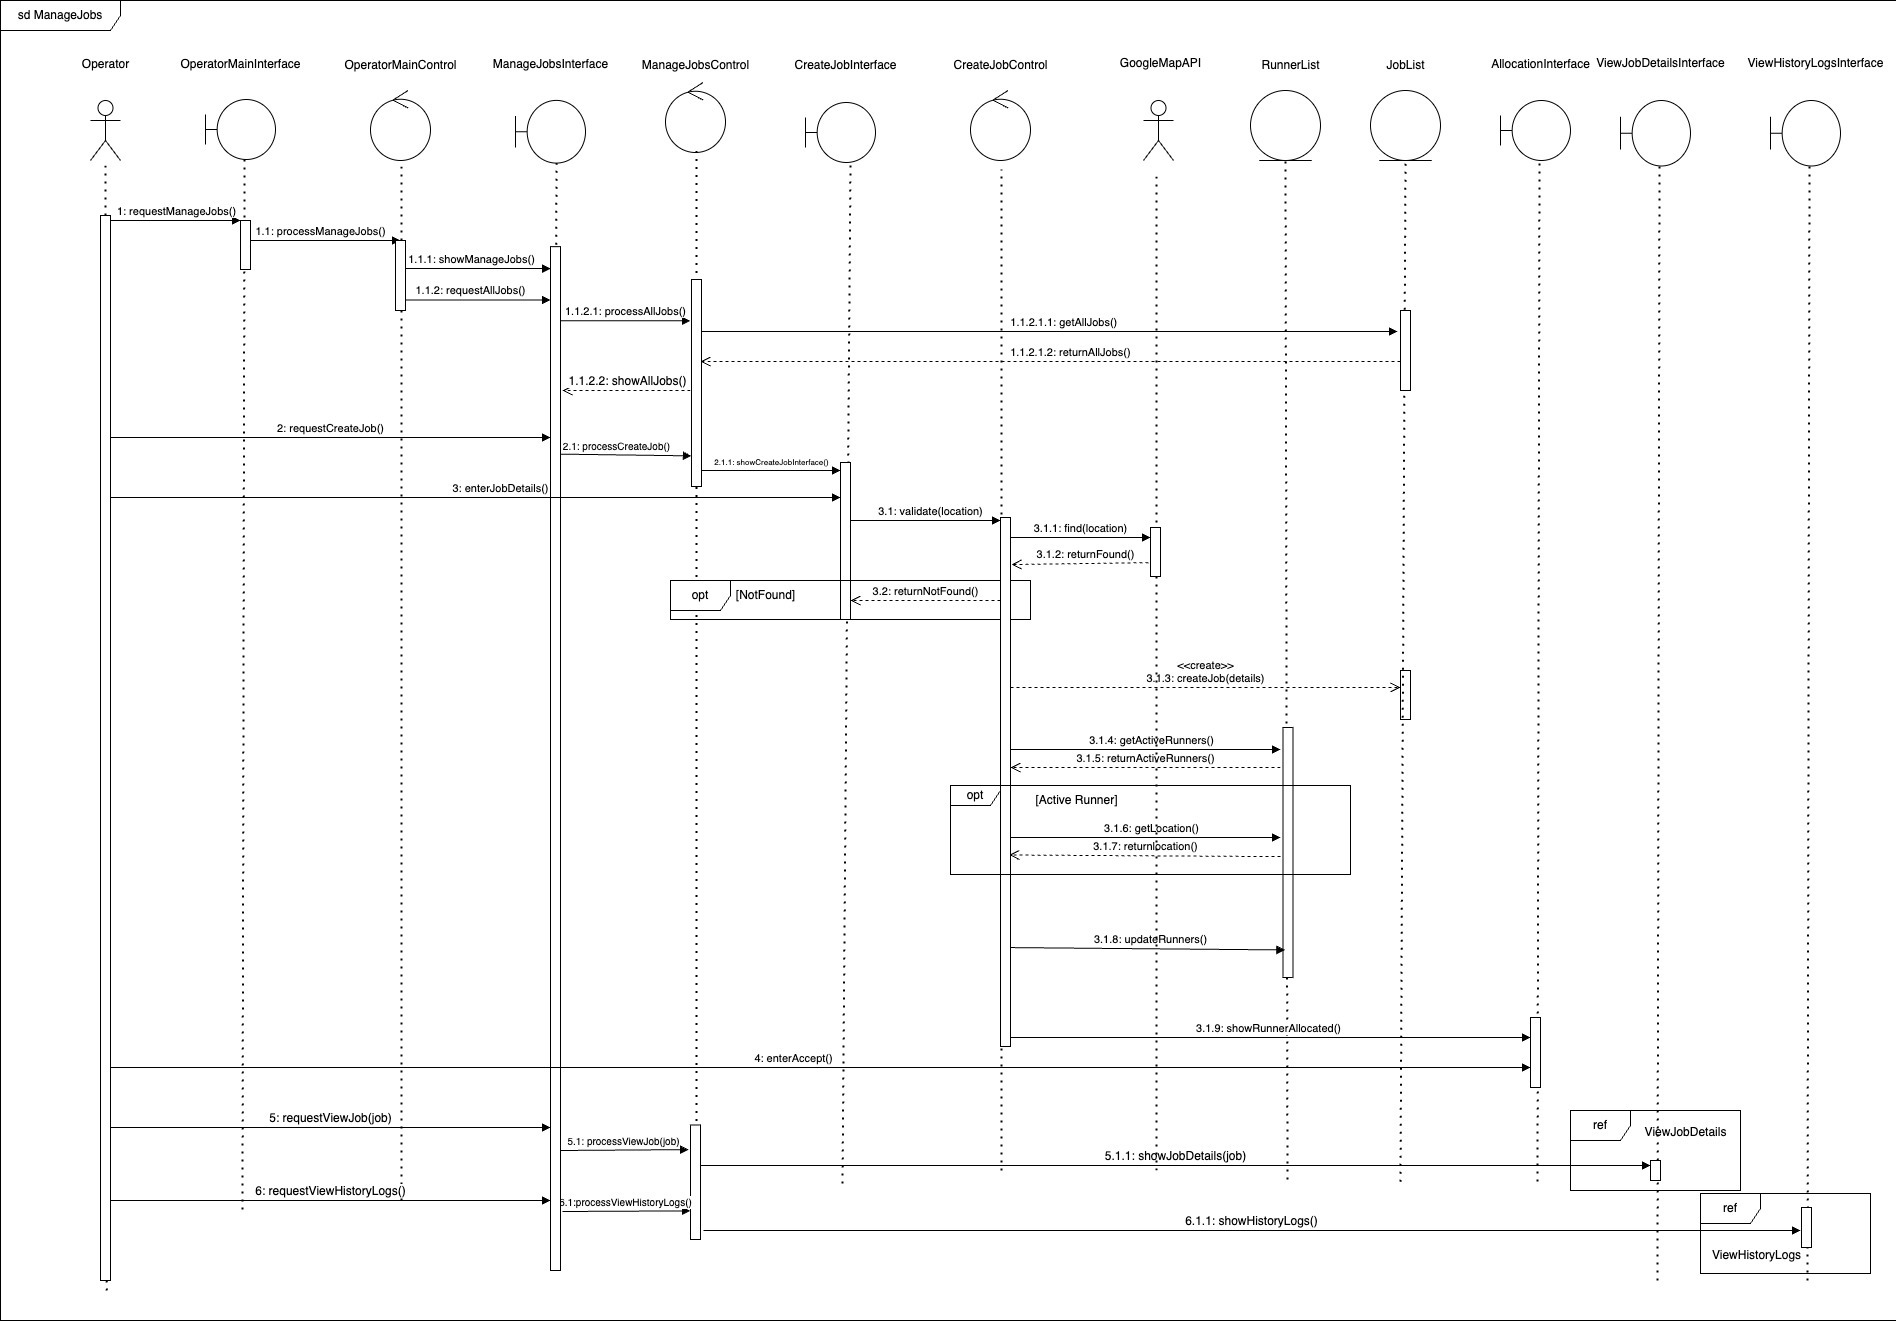 sd ManageJobs
Operator
OperatorMainInterface
OperatorMainControl
ManageJobsInterface
ManageJobsControl
CreateJobInterface
CreateJobControl
GoogleMapAPI
RunnerList
JobList
AllocationInterface
ViewJobDetailsInterface
ViewHistoryLogsInterface
1: requestManageJobs()
1.1: processManageJobs()
1.1.1: showManageJobs()
1.1.2: requestAllJobs()
1.1.2.1: processAllJobs()
1.1.2.1.1: getAllJobs()
1.1.2.1.2: returnAllJobs()
1.1.2.2: showAllJobs()
2: requestCreateJob()
2.1: processCreateJob()
2.1.1: showCreateJobInterface()
3: enterJobDetails()
3.1: validate(location)
3.1.1: find(location)
3.1.2: returnFound()
opt
[NotFound]
3.2: returnNotFound()
<<create>>
3.1.3: createJob(details)
3.1.4: getActiveRunners()
3.1.5: returnActiveRunners()
opt
[Active Runner]
3.1.6: getLocation()
3.1.7: returnlocation()
3.1.8: updateRunners()
3.1.9: showRunnerAllocated()
4: enterAccept()
5: requestViewJob(job)
ref
ViewJobDetails
5.1: processViewJob(job)
5.1.1: showJobDetails(job)
6: requestViewHistoryLogs()
6.1:processViewHistoryLogs()
ref
6.1.1: showHistoryLogs()
ViewHistoryLogs